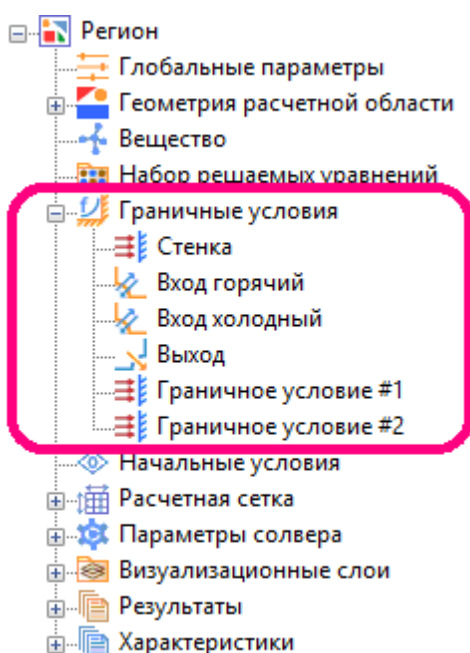 Регион
Глобальные параметры
Геометрия расчетной области
Вещество
Набор решаемых уравнений
Граничные условия
Стенка
Вход горячий
Вход холодный
Выход
Граничное условие #1
Граничное условие #2
Начальные условия
Расчетная сетка
Параметры солвера
Визуализационные слои
Результаты
Характеристики